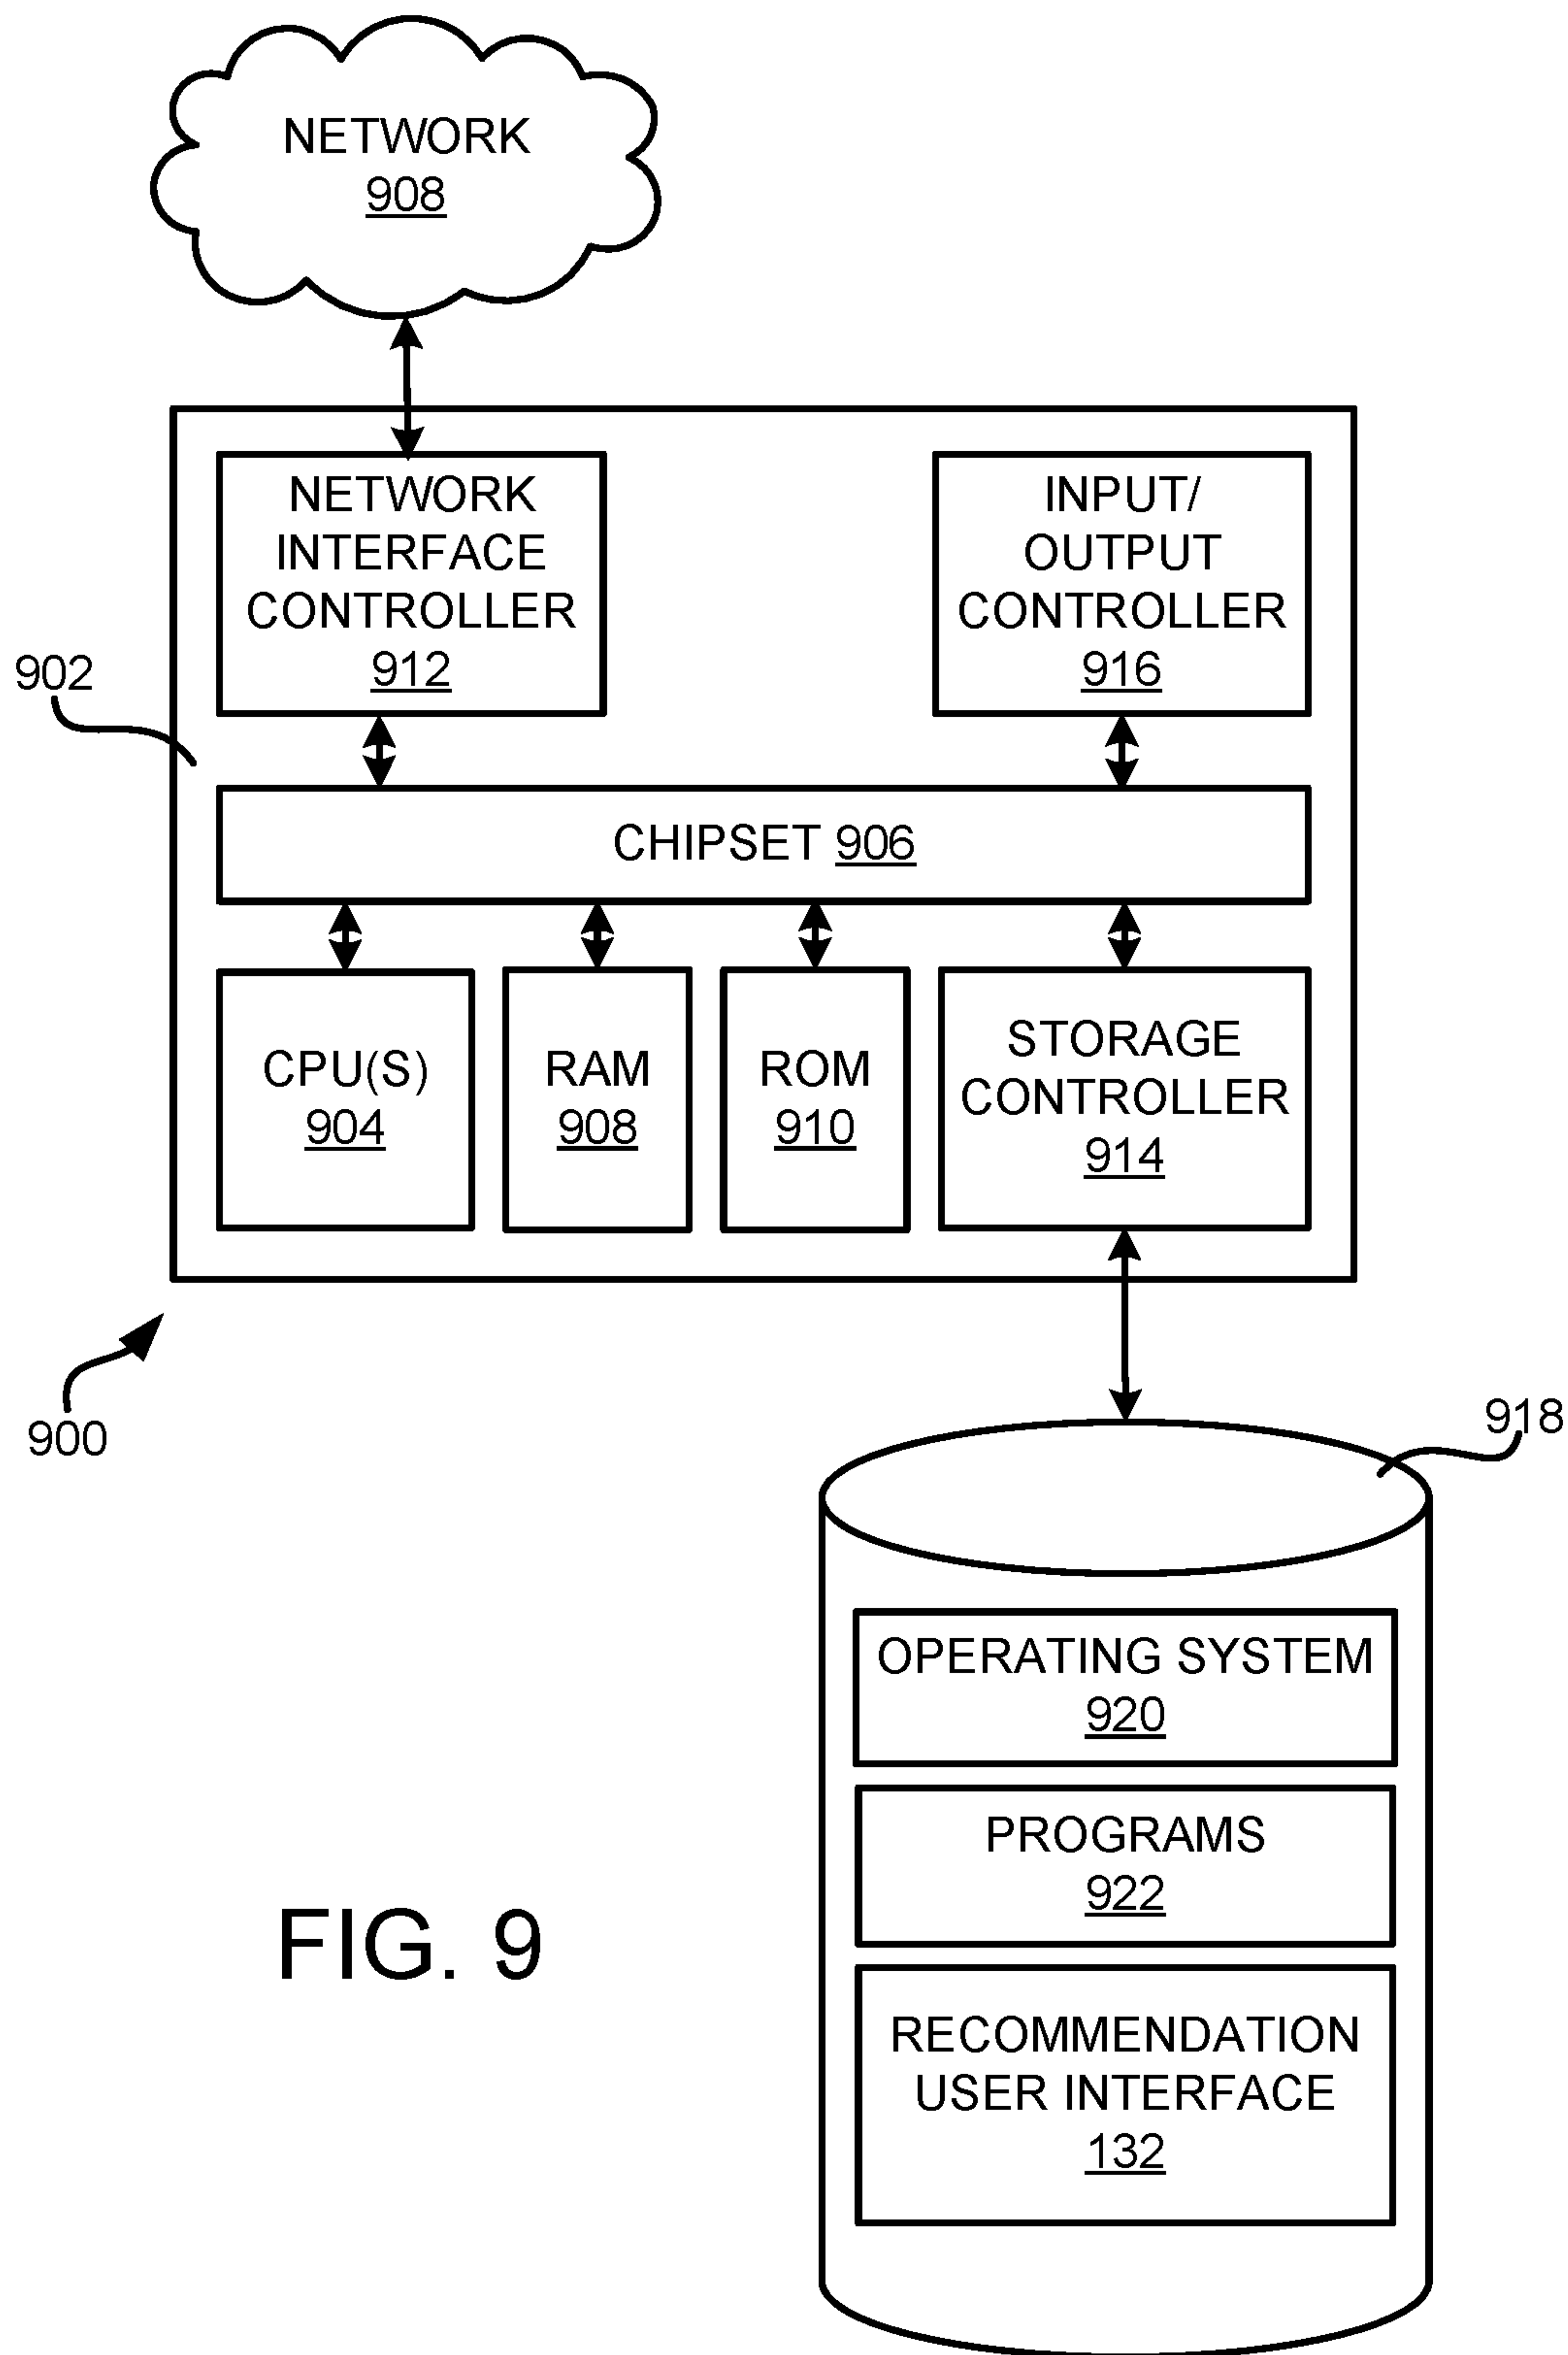 NETWORK
908
NETWORK
INTERFACE
CONTROLLER
912
INPUT/
OUTPUT
CONTROLLER
916
902
CHIPSET 906
CPU(S)
904
RAM
908
ROM
910
STORAGE
CONTROLLER
914
900
918
OPERATING SYSTEM
920
PROGRAMS
922
RECOMMENDATION
USER INTERFACE
132
FIG. 9